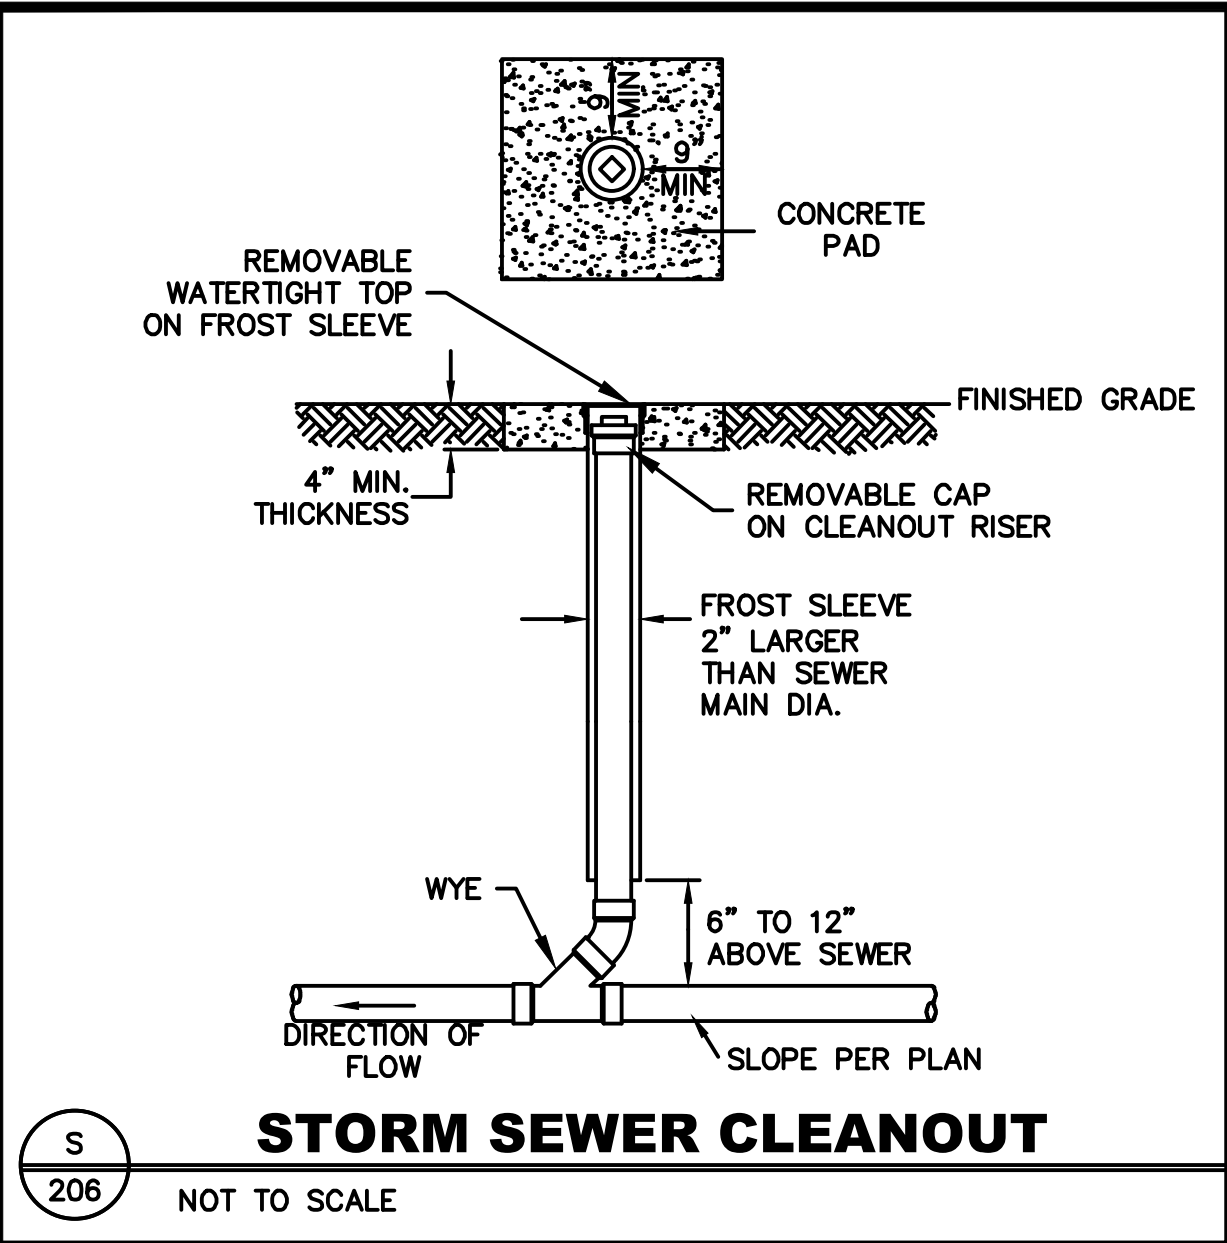 9"
MIN
9"
MIN
CONCRETE
PAD
REMOVABLE
WATERTIGHT TOP
ON FROST SLEEVE
FINISHED GRADE
4" MIN.
THICKNESS
REMOVABLE CAP
ON CLEANOUT RISER
FROST SLEEVE
2" LARGER
THAN SEWER
MAIN DIA.
WYE
6" TO 12"
ABOVE SEWER
DIRECTION OF
FLOW
SLOPE PER PLAN
STORM SEWER CLEANOUT
S
206
NOT TO SCALE